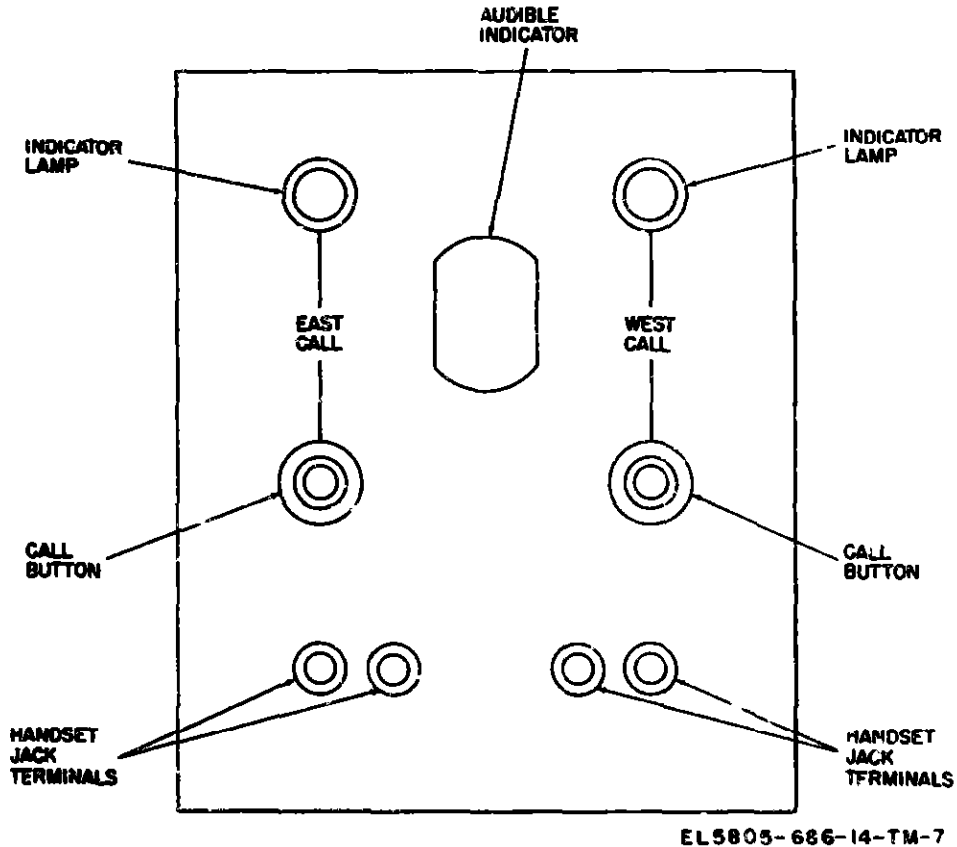 AUDIBLE
INDICATOR
INDICATOR
LAMP
INDICATOR
LAMP
EAST
CALL
WEST
CALL
CALL
BUTTON
CALL
BUTTON
HANDSET
JACK
TERMINALS
HANDSET
JACK
TERMINALS
EL5805-686-14-TM-7